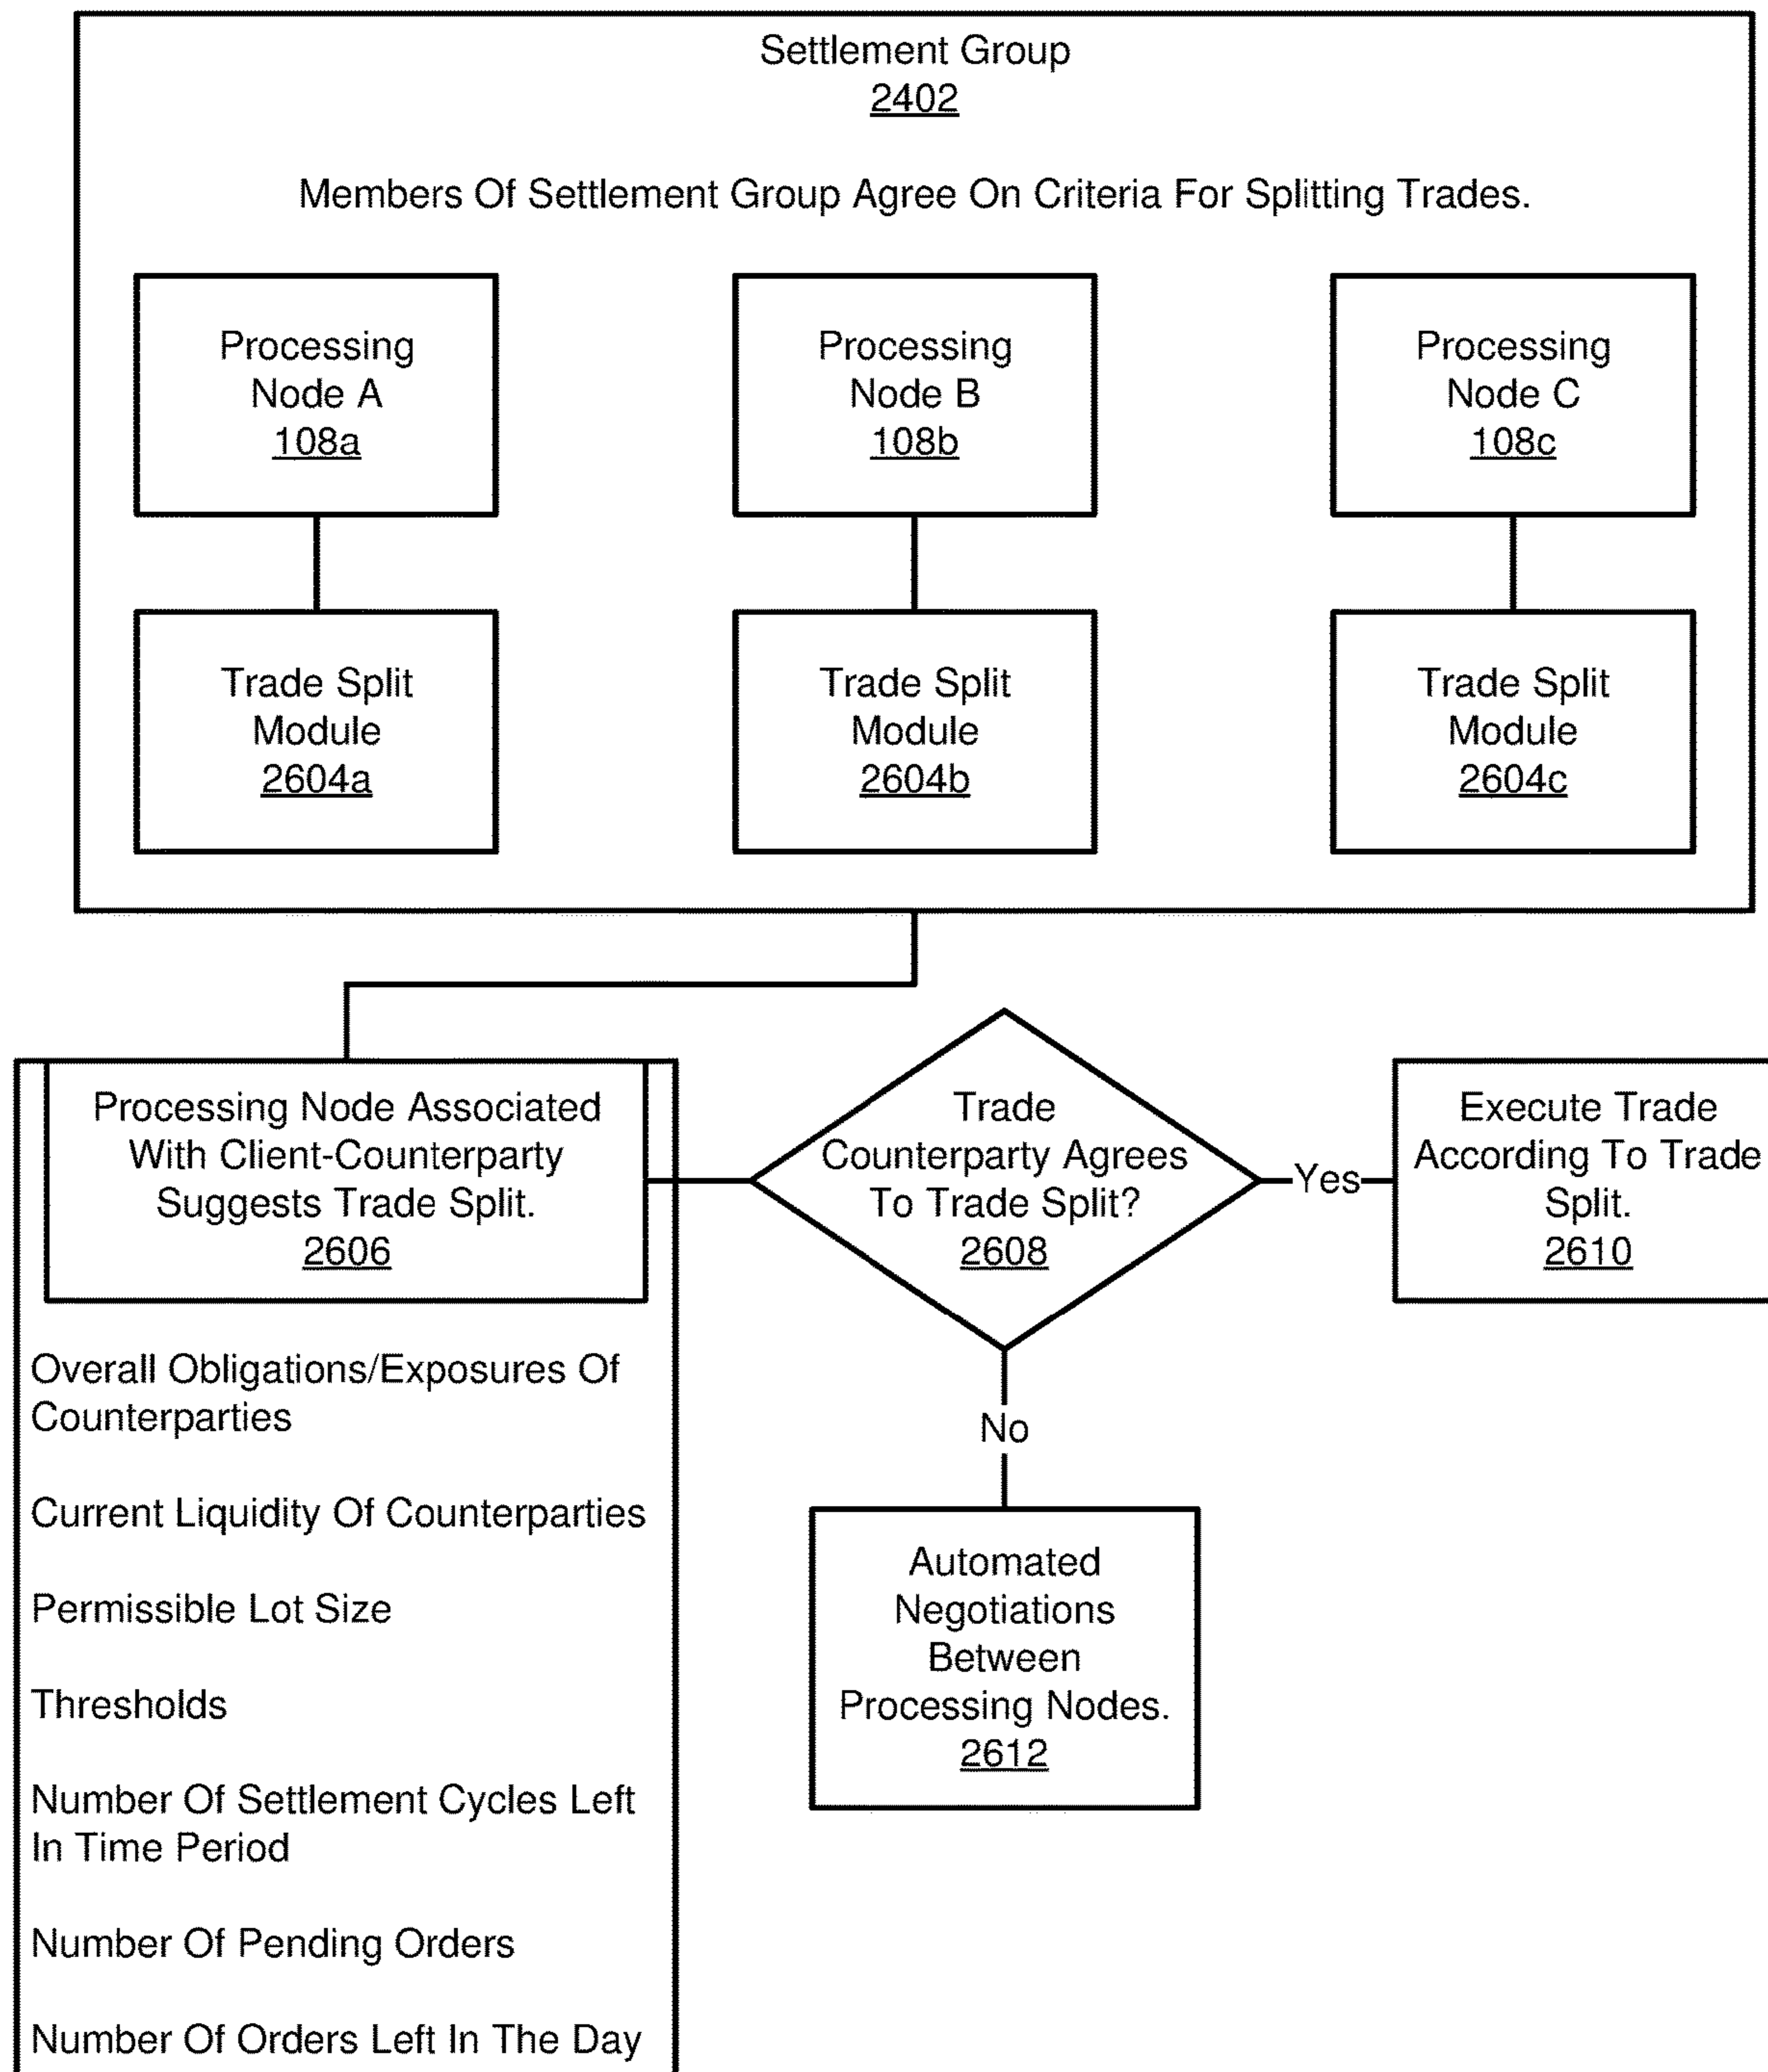 Settlement Group
2402
Members Of Settlement Group Agree On Criteria For Splitting Trades.
Processing
Node A
108a
Processing
Node B
108b
Processing
Node C
108c
Trade Split
Module
2604a
Trade Split
Module
2604b
Trade Split
Module
2604c
Processing Node Associated
With Client-Counterparty
Suggests Trade Split.
2606
Trade
Counterparty Agrees
To Trade Split?
2608
Yes
Execute Trade
According To Trade
Split.
2610
No
Automated
Negotiations
Between
Processing Nodes.
2612
Overall Obligations/Exposures Of
Counterparties
Current Liquidity Of Counterparties
Permissible Lot Size
Thresholds
Number Of Settlement Cycles Left
In Time Period
Number Of Pending Orders
Number Of Orders Left In The Day